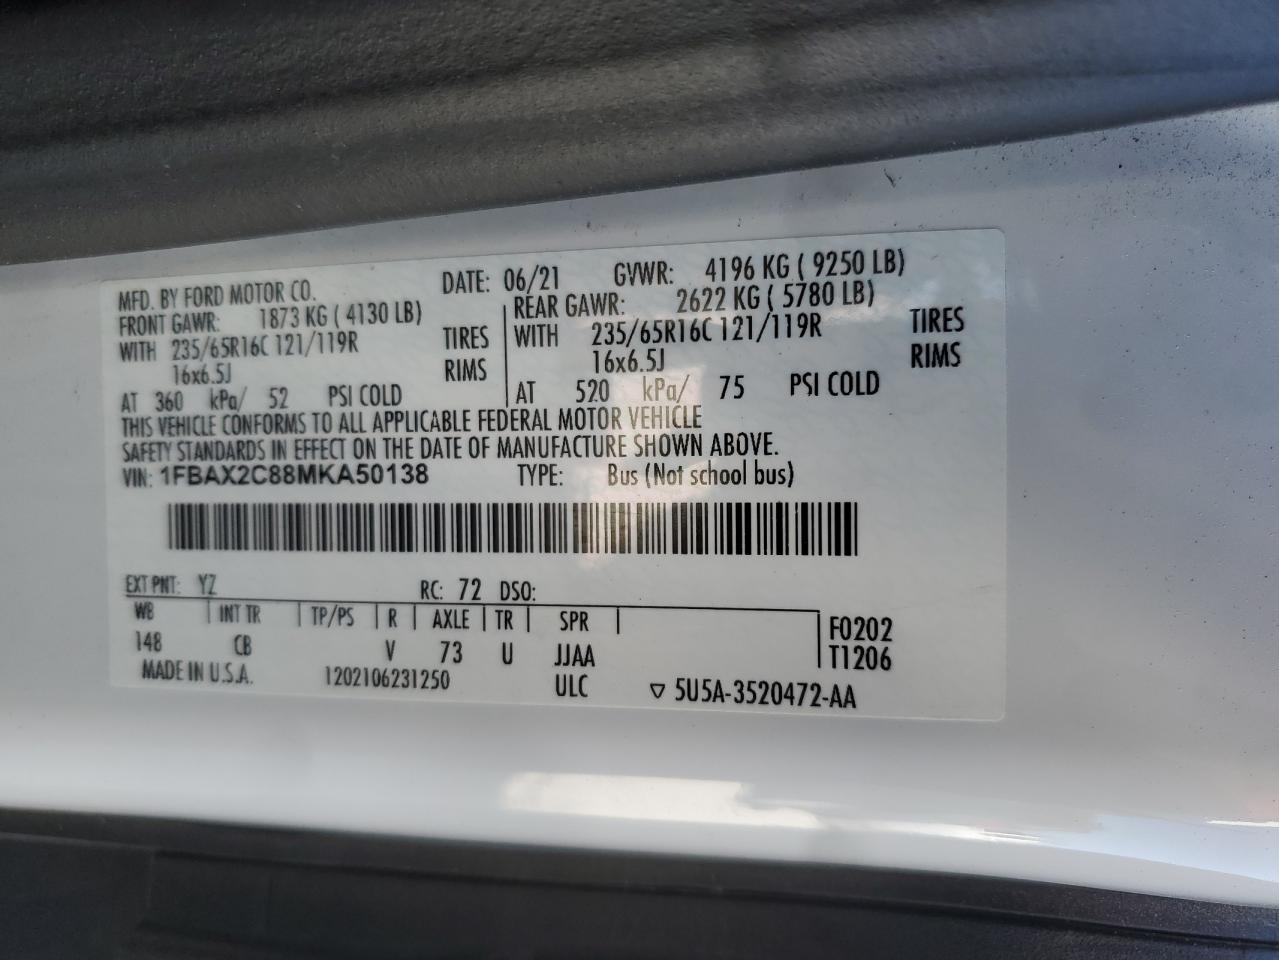 MFD. BY FORD MOTOR CO. DATE: 06/21 GVWR: 4196 KG ( 9250 LB)
FRONT GAWR: 1873 KG ( 4130 LB) REAR GAWR: 2622 KG ( 5780 LB)
WITH 235/65R16C 121/119R TIRES WITH 235/65R16C 121/119R TIRES
16x6.5J RIMS 16x6.5J RIMS
AT 360 kPa/ 52 PSI COLD AT 520 kPa/ 75 PSI COLD
THIS VEHICLE CONFORMS TO ALL APPLICABLE FEDERAL MOTOR VEHICLE
SAFETY STANDARDS IN EFFECT ON THE DATE OF MANUFACTURE SHOWN ABOVE.
VIN: 1FBAX2C88MKA50138 TYPE: Bus (Not school bus)
EXT PNT: YZ RC: 72 DSO:
WB INT TR TP/PS R AXLE TR SPR F0202
148 CB V 73 U JJAA T1206
MADE IN U.S.A. 1202106231250 ULC ▽ 5U5A-3520472-AA